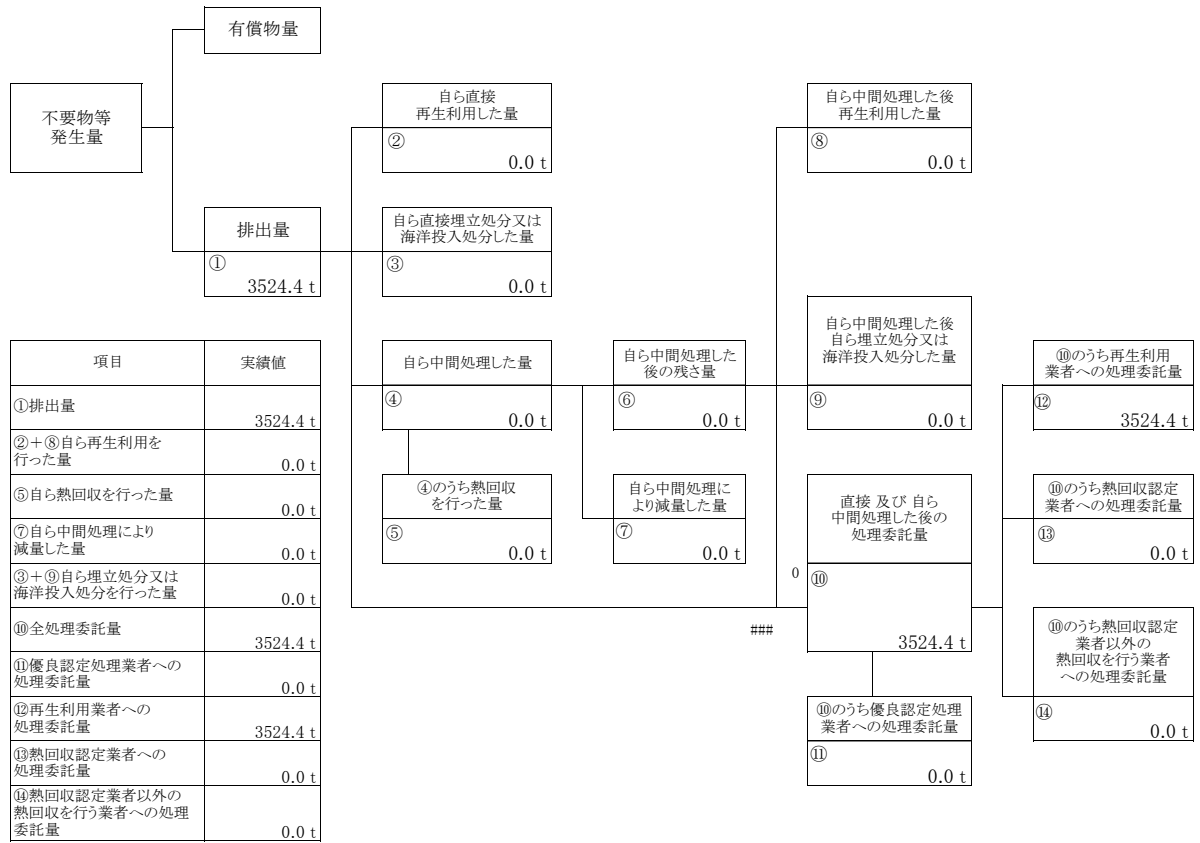 有償物量
不要物等
発生量
自ら直接
再生利用した量
②
0.0 t
自ら中間処理した後
再生利用した量
⑧
0.0 t
排出量
①
3524.4 t
自ら直接埋立処分又は
海洋投入処分した量
③
0.0 t
項目
実績値
①排出量
3524.4 t
②＋⑧自ら再生利用を
行った量
0.0 t
⑤自ら熱回収を行った量
0.0 t
⑦自ら中間処理により
減量した量
0.0 t
③＋⑨自ら埋立処分又は
海洋投入処分を行った量
0.0 t
⑩全処理委託量
3524.4 t
⑪優良認定処理業者への
処理委託量
0.0 t
⑫再生利用業者への
処理委託量
3524.4 t
⑬熱回収認定業者への
処理委託量
0.0 t
⑭熱回収認定業者以外の
熱回収を行う業者への処理
委託量
0.0 t
自ら中間処理した量
④
0.0 t
④のうち熱回収
を行った量
⑤
0.0 t
自ら中間処理した
後の残さ量
⑥
0.0 t
自ら中間処理に
より減量した量
⑦
0.0 t
自ら中間処理した後
自ら埋立処分又は
海洋投入処分した量
⑨
0.0 t
直接 及び 自ら
中間処理した後の
処理委託量
0
⑩
3524.4 t
###
⑩のうち優良認定処理
業者への処理委託量
⑪
0.0 t
⑩のうち再生利用
業者への処理委託量
⑫
3524.4 t
⑩のうち熱回収認定
業者への処理委託量
⑬
0.0 t
⑩のうち熱回収認定
業者以外の
熱回収を行う業者
への処理委託量
⑭
0.0 t